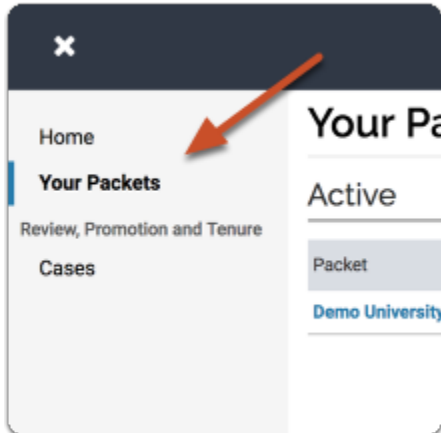 Home
Your Packets
Review, Promotion and Tenure
Cases
Your Pa
Active
Packet
Demo University